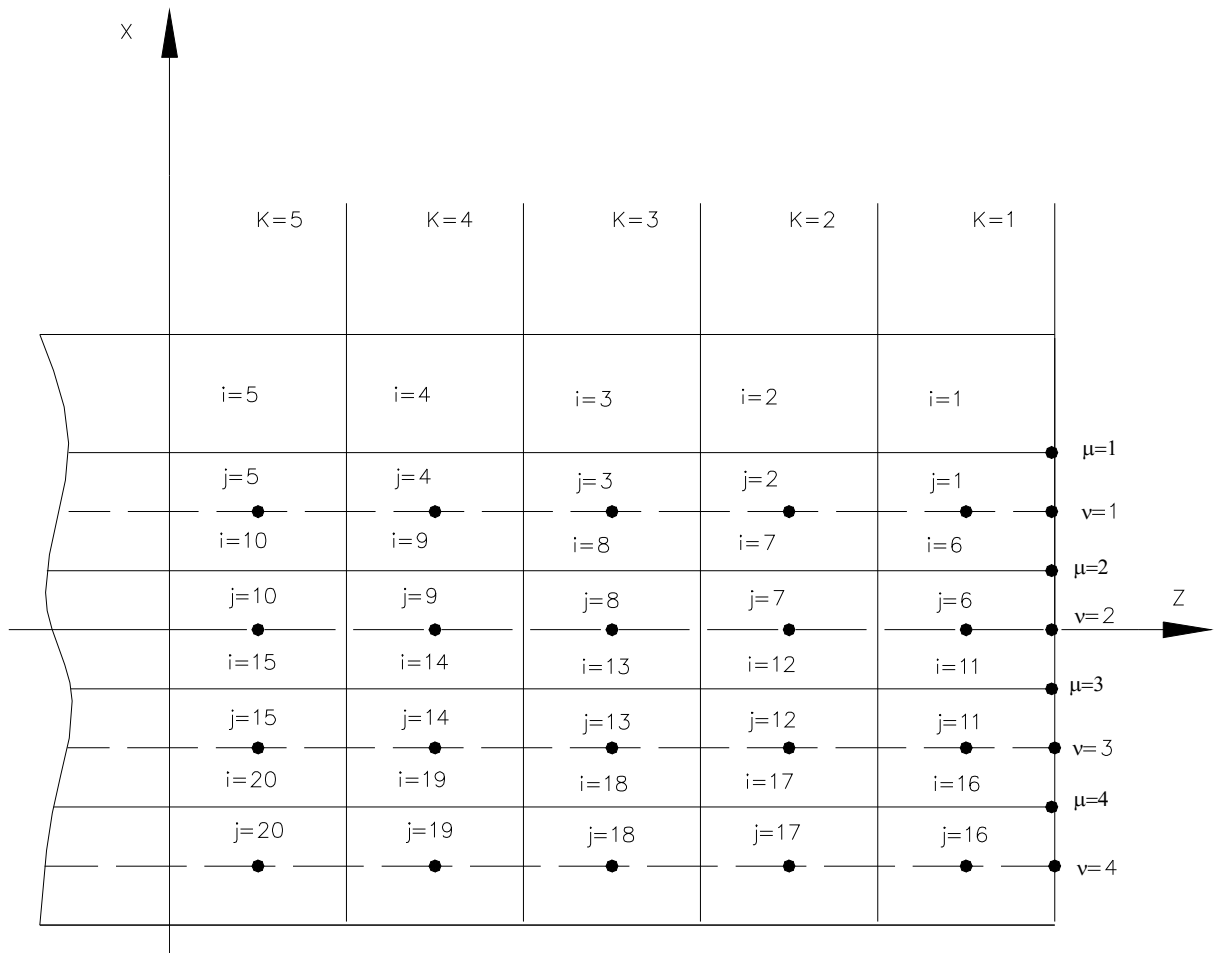 X
K=5 K=4 K=3 K=2 K=1
i=5 i=4 i=3 i=2 i=1
μ=1
j=5 j=4 j=3 j=2 j=1
ν=1
i=10 i=9 i=8 i=7 i=6
μ=2
j=10 j=9 j=8 j=7 j=6 Z
ν=2
i=15 i=14 i=13 i=12 i=11
μ=3
j=15 j=14 j=13 j=12 j=11
ν=3
i=20 i=19 i=18 i=17 i=16
μ=4
j=20 j=19 j=18 j=17 j=16
ν=4